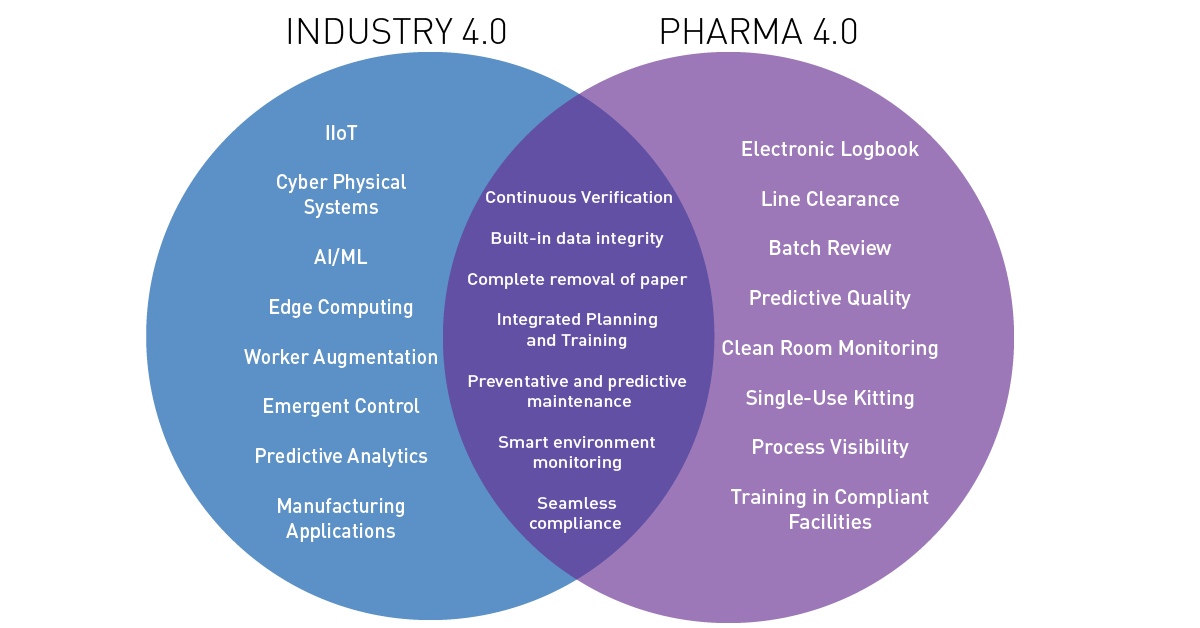 INDUSTRY 4.0
PHARMA 4.0
IIoT
Cyber Physical
Systems
AI/ML
Edge Computing
Worker Augmentation
Emergent Control
Predictive Analytics
Manufacturing
Applications
Continuous Verification
Built-in data integrity
Complete removal of paper
Integrated Planning
and Training
Preventative and predictive
maintenance
Smart environment
monitoring
Seamless
compliance
Electronic Logbook
Line Clearance
Batch Review
Predictive Quality
Clean Room Monitoring
Single-Use Kitting
Process Visibility
Training in Compliant
Facilities